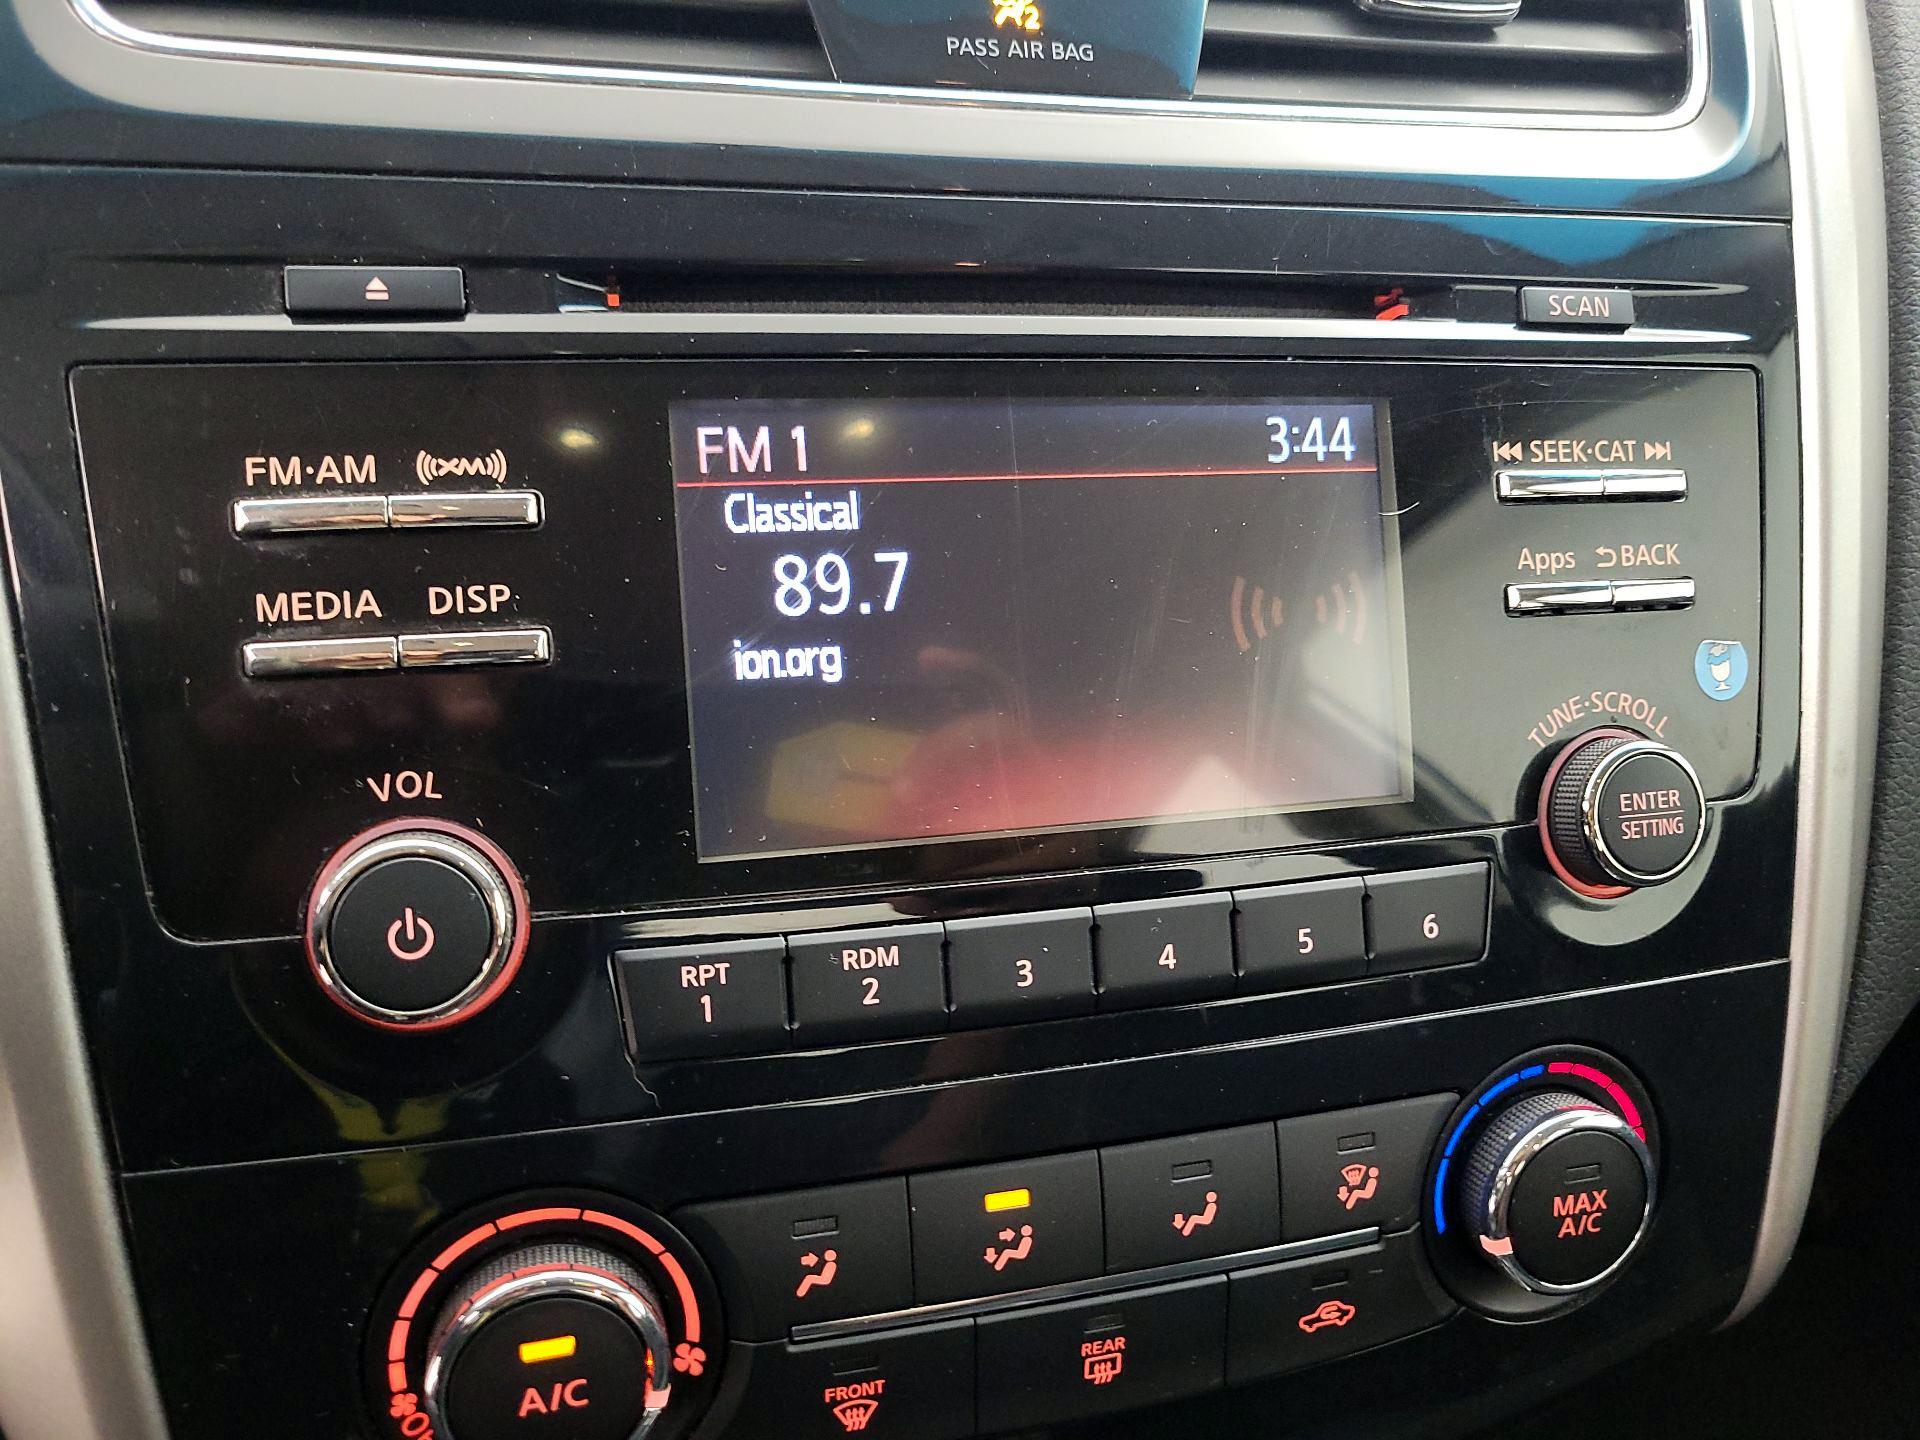 2
PASS AIR BAG
SCAN
FM·AM
XM
SEEK·CAT
MEDIA
DISP
Apps
BACK
FM 1
3:44
Classical
89.7
ion.org
VOL
TUNE·SCROLL
ENTER
SETTING
RPT
1
RDM
2
3
4
5
6
MAX
A/C
A/C
FRONT
REAR